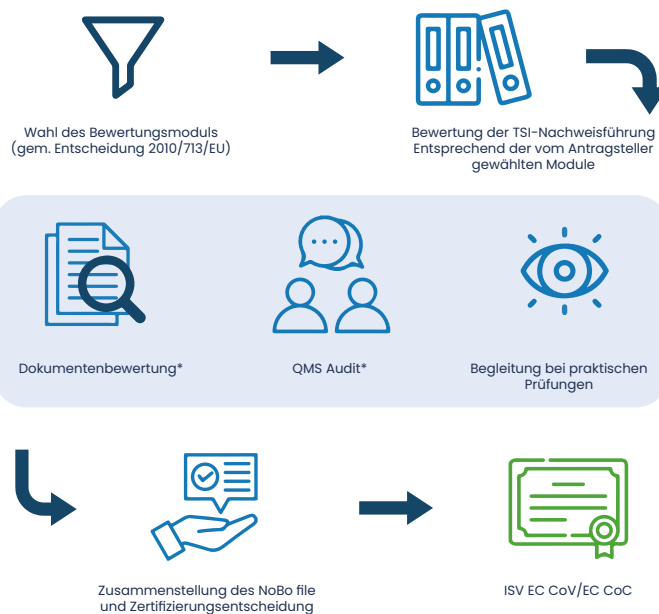 Wahl des Bewertungsmoduls
(gem. Entscheidung 2010/713/EU)
Bewertung der TSI-Nachweisführung
Entsprechend der vom Antragsteller
gewählten Module
Dokumentenbewertung*
QMS Audit*
Begleitung bei praktischen
Prüfungen
Zusammenstellung des NoBo file
und Zertifizierungsentscheidung
ISV EC CoV/EC CoC